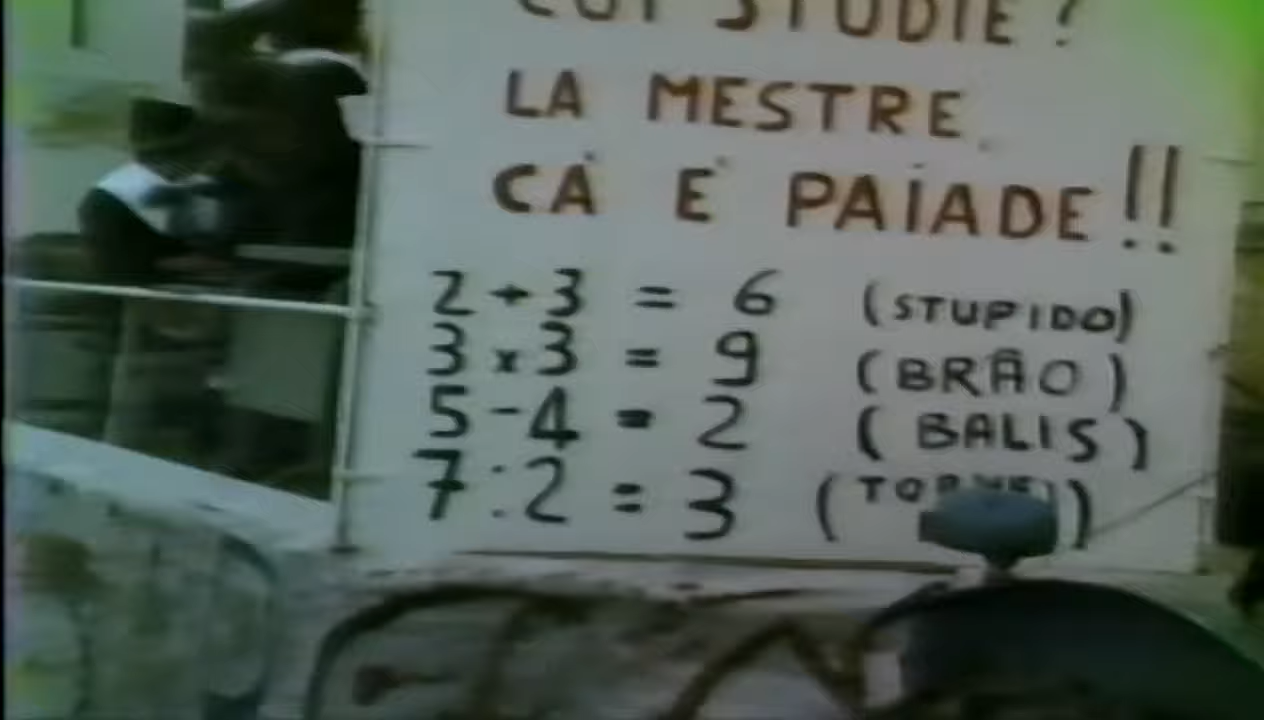 STUDIE?
LA MESTRE
CA' E' PAIADE!!
2+3 = 6 (STUPIDO)
3x3 = 9 (BRÃO)
5-4 = 2 (BALIS)
7:2 = 3